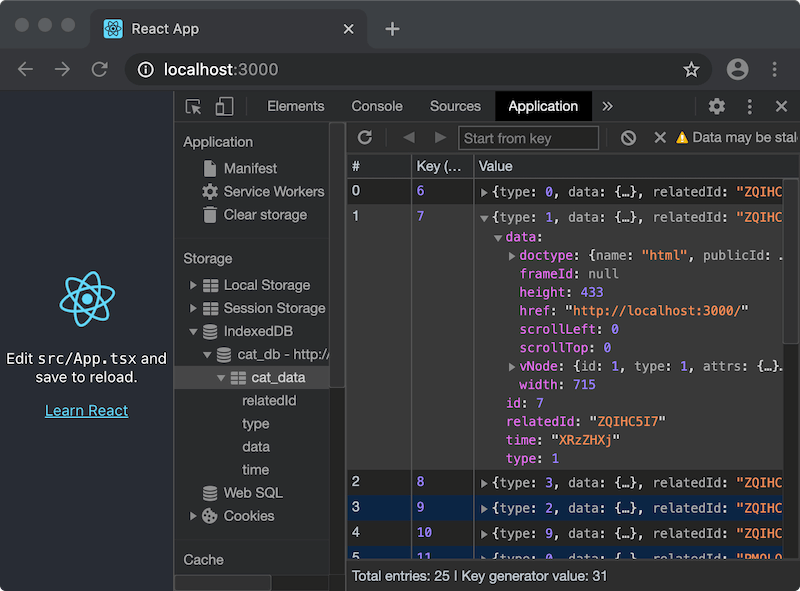 React App
localhost:3000
Elements
Console
Sources
Application
Application
Manifest
Service Workers
Clear storage
Storage
Local Storage
Session Storage
IndexedDB
cat_db - http:/
cat_data
relatedId
type
data
time
Web SQL
Cookies
Cache
Edit src/App.tsx and
save to reload.
Learn React
Start from key
Data may be stal
# Key (… Value
0 6 {type: 0, data: {…}, relatedId: "ZQIHC
1 7 {type: 1, data: {…}, relatedId: "ZQIHC
data:
doctype: {name: "html", publicId: …
frameId: null
height: 433
href: "http://localhost:3000/"
scrollLeft: 0
scrollTop: 0
vNode: {id: 1, type: 1, attrs: {…}…
width: 715
id: 7
relatedId: "ZQIHC5I7"
time: "XRzZHXj"
type: 1
2 8 {type: 3, data: {…}, relatedId: "ZQIHC
3 9 {type: 2, data: {…}, relatedId: "ZQIHC
4 10 {type: 9, data: {…}, relatedId: "ZQIHC
5 11
Total entries: 25 | Key generator value: 31